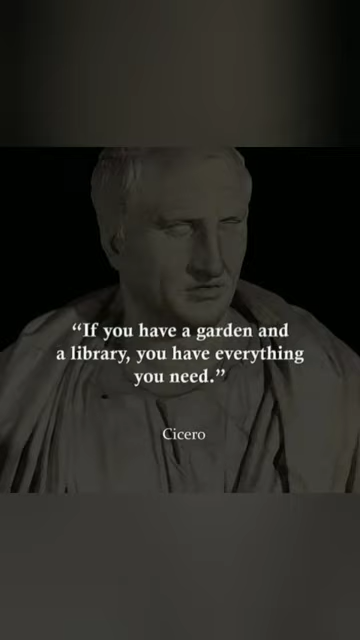 “If you have a garden and
a library, you have everything
you need.”
Cicero